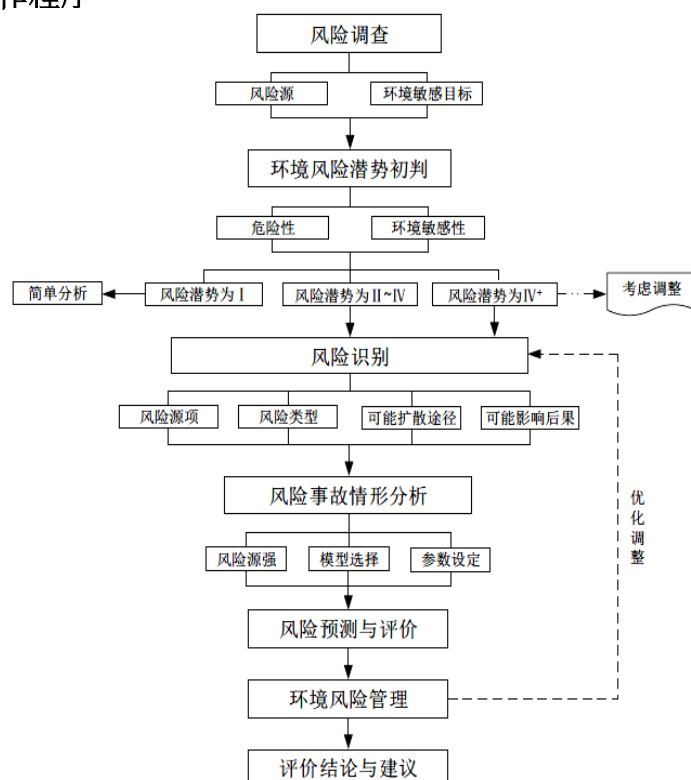 风险调查
风险源
环境敏感目标
环境风险潜势初判
危险性
环境敏感性
简单分析
风险潜势为Ⅰ
风险潜势为Ⅱ~Ⅳ
风险潜势为Ⅳ⁺
考虑调整
风险识别
风险源项
风险类型
可能扩散途径
可能影响后果
风险事故情形分析
优化调整
风险源强
模型选择
参数设定
风险预测与评价
环境风险管理
评价结论与建议